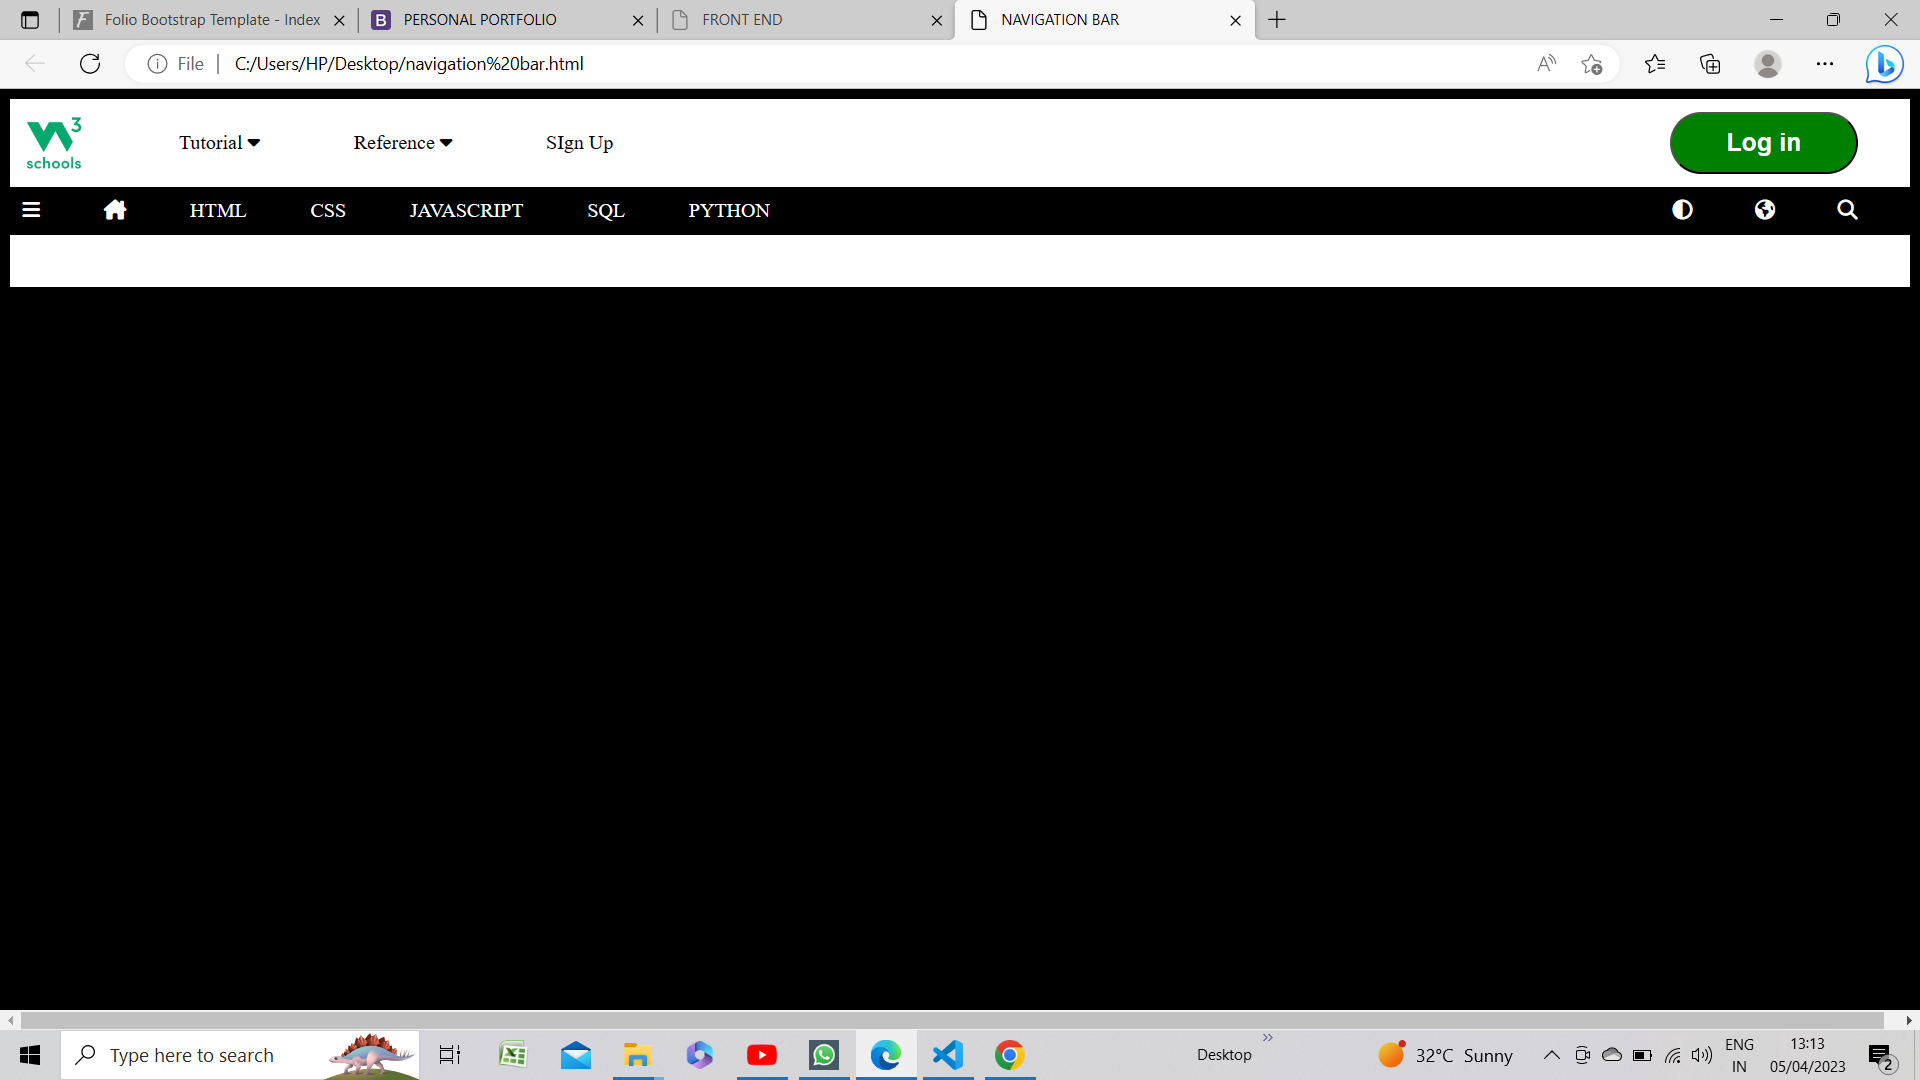 Folio Bootstrap Template - Index
PERSONAL PORTFOLIO
FRONT END
NAVIGATION BAR
File
C:/Users/HP/Desktop/navigation%20bar.html
3
schools
Tutorial
Reference
SIgn Up
Log in
HTML
CSS
JAVASCRIPT
SQL
PYTHON
Type here to search
Desktop
32°C Sunny
ENG
IN
13:13
05/04/2023
2